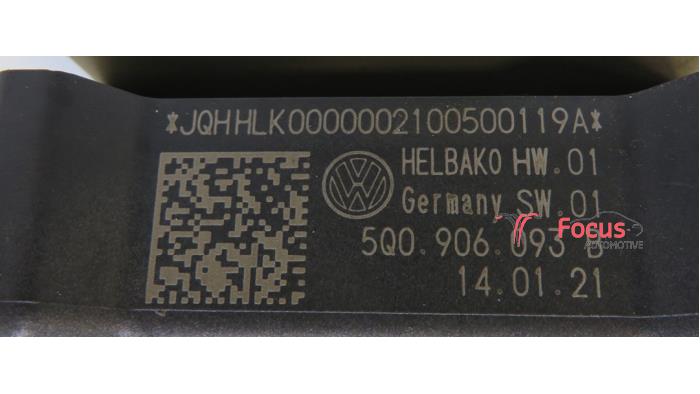 *JQHHLK0000002100500119A*
HELBAKO HW.01
Germany SW.01
5Q0.906.093 B
14.01.21
Focus
AUTOMOTIVE